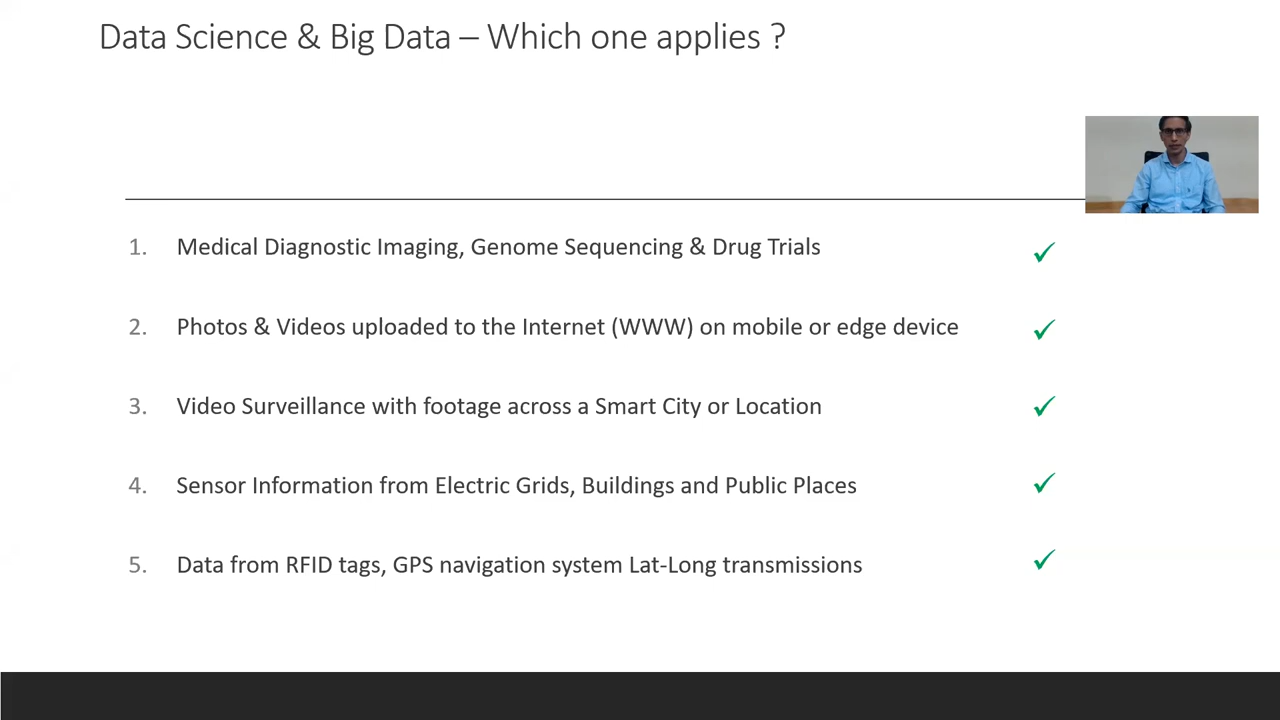 Data Science & Big Data – Which one applies ?
1. Medical Diagnostic Imaging, Genome Sequencing & Drug Trials ✓
2. Photos & Videos uploaded to the Internet (WWW) on mobile or edge device ✓
3. Video Surveillance with footage across a Smart City or Location ✓
4. Sensor Information from Electric Grids, Buildings and Public Places ✓
5. Data from RFID tags, GPS navigation system Lat-Long transmissions ✓